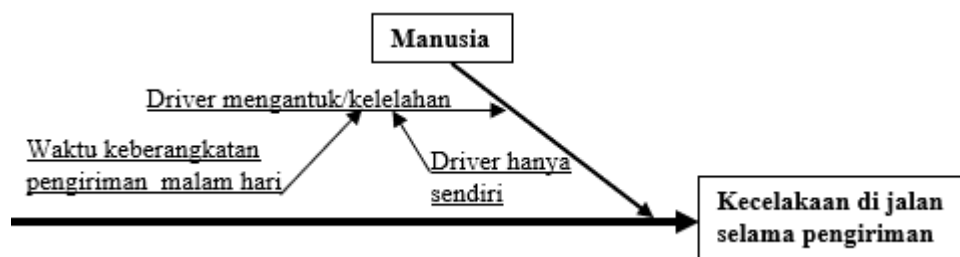 Manusia
Driver mengantuk/kelelahan
Waktu keberangkatan
pengiriman malam hari
Driver hanya
sendiri
Kecelakaan di jalan
selama pengiriman